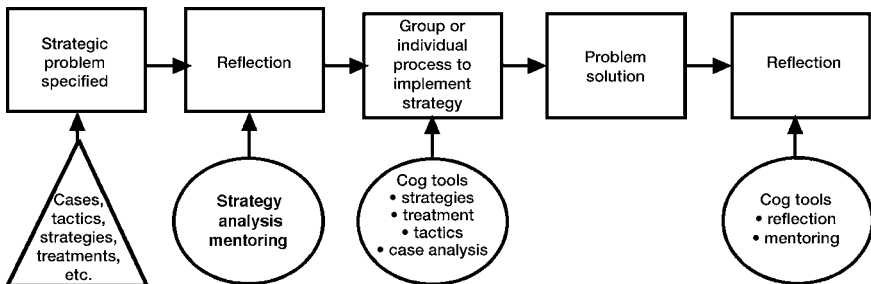 Strategic
problem
specified
Reflection
Group or
individual
process to
implement
strategy
Problem
solution
Reflection
Cases,
tactics,
strategies,
treatments,
etc.
Strategy
analysis
mentoring
Cog tools
• strategies
• treatment
• tactics
• case analysis
Cog tools
• reflection
• mentoring